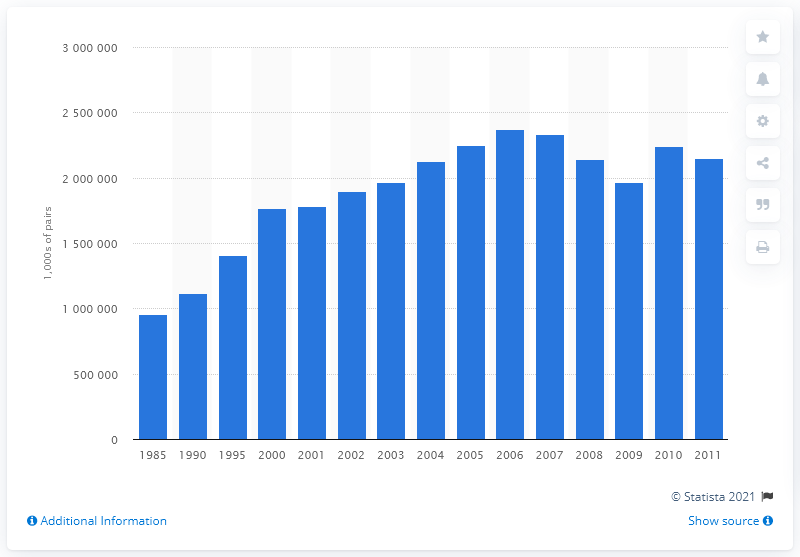 3 000 000
2 500 000
2 000 000
1 500 000
1 000 000
500 000
0
1,000s of pairs
1985 1990 1995 2000 2001 2002 2003 2004 2005 2006 2007 2008 2009 2010 2011
© Statista 2021
Additional Information
Show source